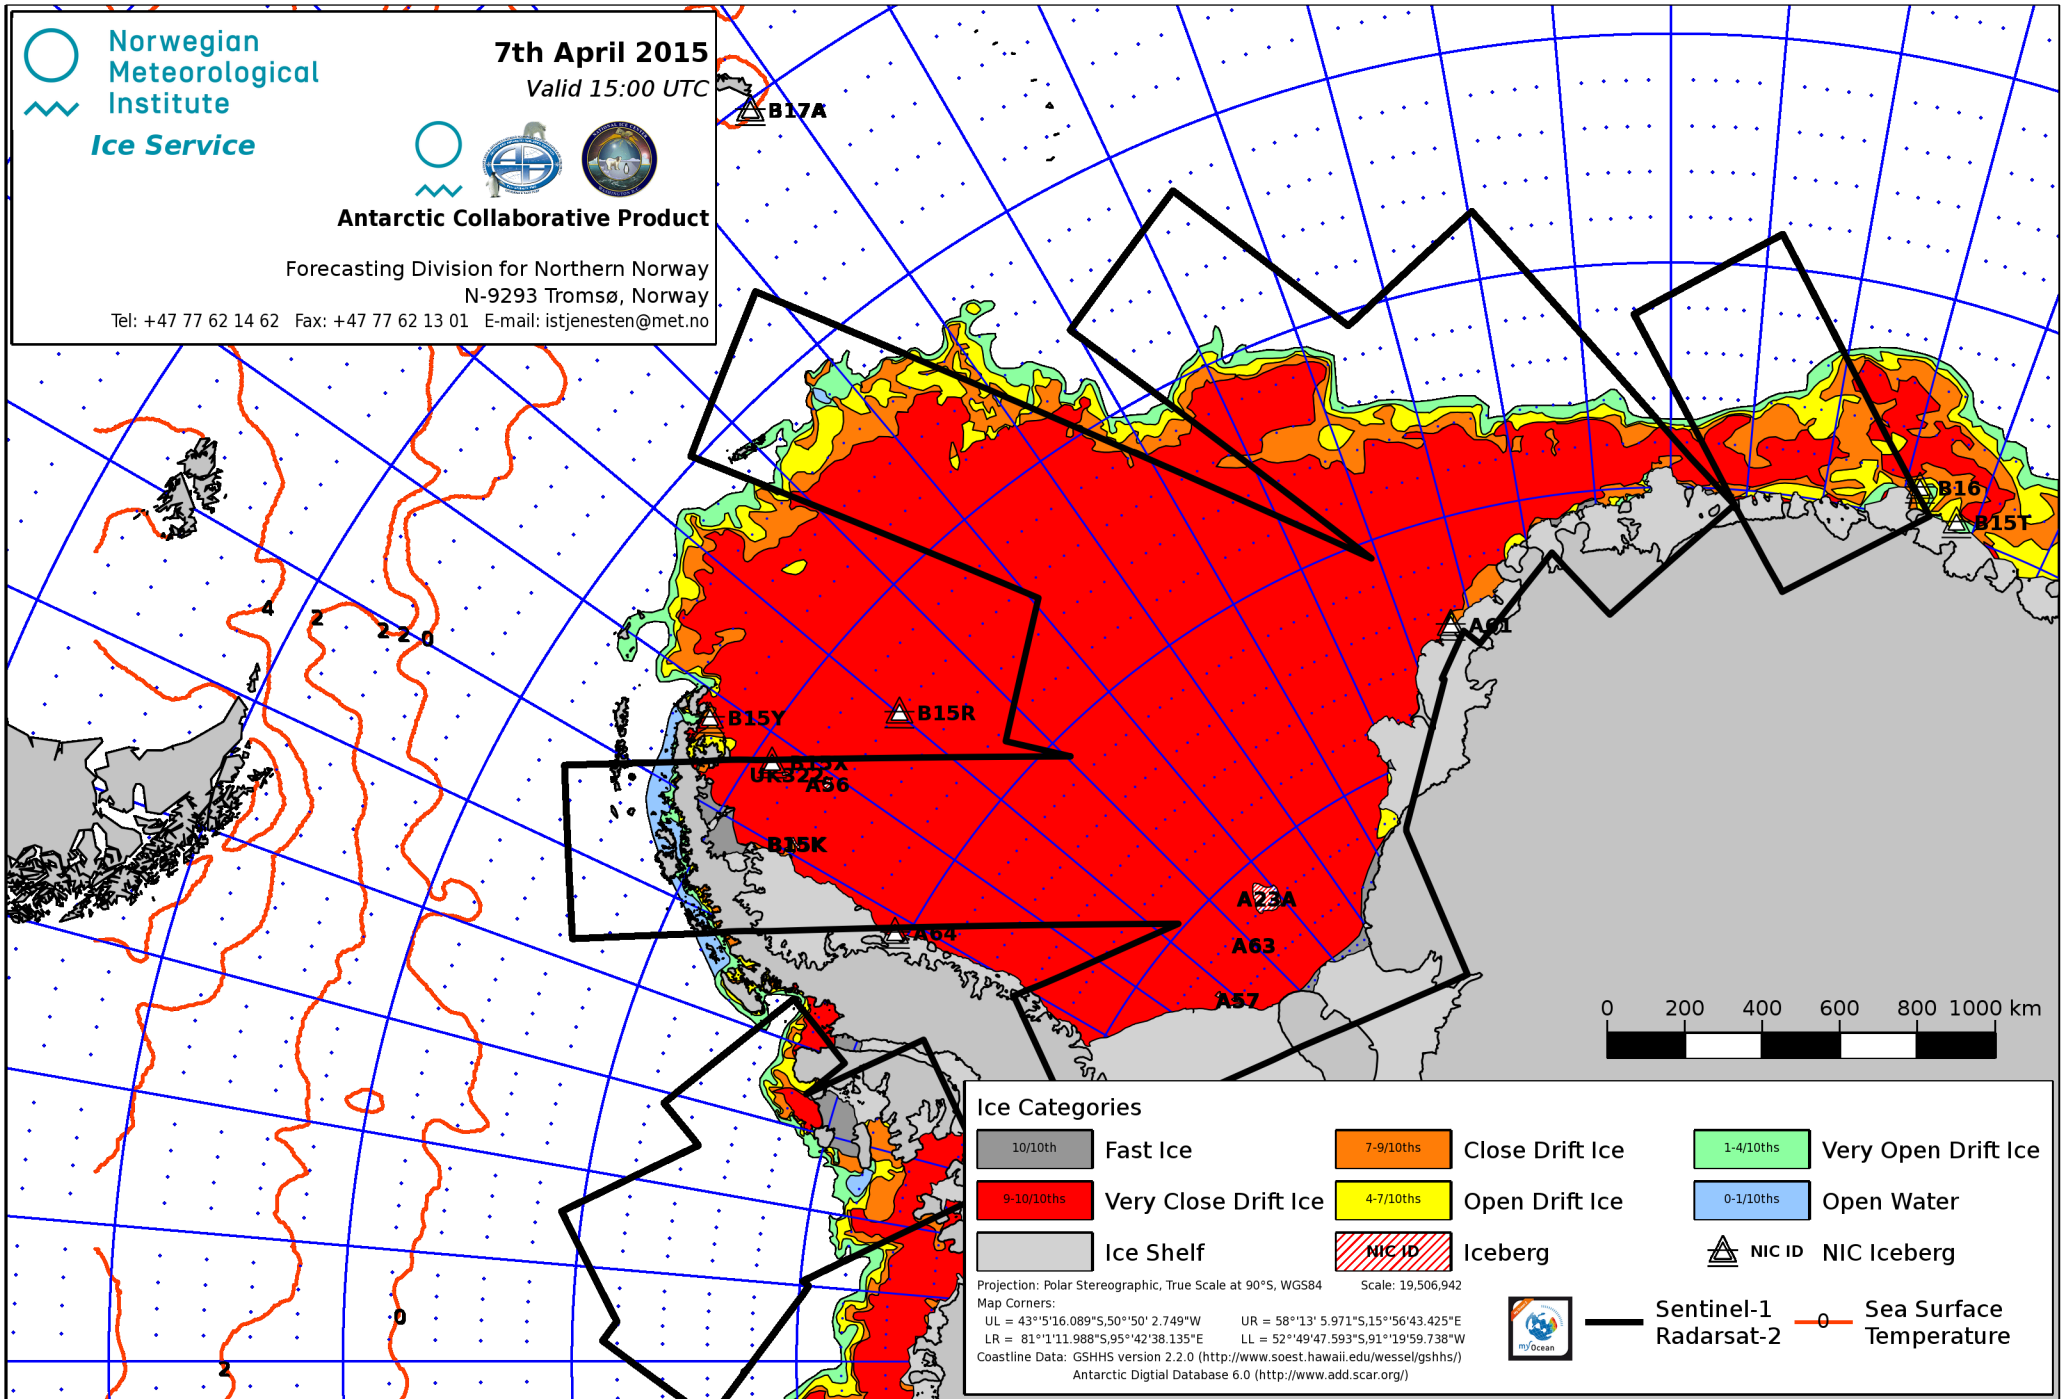 Norwegian
Meteorological
Institute
Ice Service
7th April 2015
Valid 15:00 UTC
Antarctic Collaborative Product
Forecasting Division for Northern Norway
N-9293 Tromsø, Norway
Tel: +47 77 62 14 62 Fax: +47 77 62 13 01 E-mail: istjenesten@met.no
B17A
B16
B15T
4
2
2
2
0
A61
B15Y
B15R
B15X
UK322
A56
B15K
A23A
A64
A63
A57
0 200 400 600 800 1000 km
Ice Categories
10/10th Fast Ice
7-9/10ths Close Drift Ice
1-4/10ths Very Open Drift Ice
9-10/10ths Very Close Drift Ice
4-7/10ths Open Drift Ice
0-1/10ths Open Water
Ice Shelf
NIC ID Iceberg
NIC ID NIC Iceberg
Projection: Polar Stereographic, True Scale at 90°S, WGS84 Scale: 19,506,942
Map Corners:
UL = 43°'5'16.089"S,50°'50' 2.749"W UR = 58°'13' 5.971"S,15°'56'43.425"E
LR = 81°'1'11.988"S,95°'42'38.135"E LL = 52°'49'47.593"S,91°'19'59.738"W
Coastline Data: GSHHS version 2.2.0 (http://www.soest.hawaii.edu/wessel/gshhs/)
Antarctic Digtial Database 6.0 (http://www.add.scar.org/)
myOcean
Sentinel-1
Radarsat-2
0
Sea Surface
Temperature
0
2